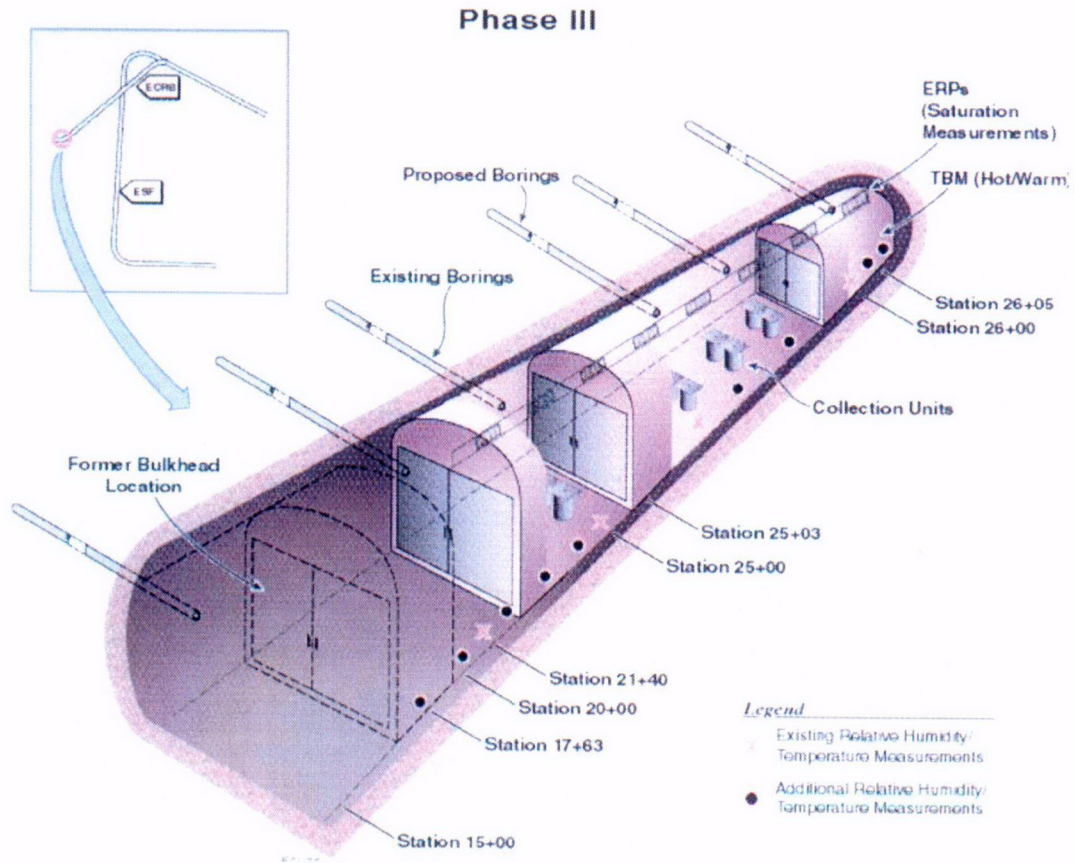 Phase III
ECRB
ESF
ERPs
(Saturation
Measurements)
TBM (Hot/Warm)
Proposed Borings
Existing Borings
Station 26+05
Station 26+00
Collection Units
Former Bulkhead
Location
Station 25+03
Station 25+00
Station 21+40
Station 20+00
Station 17+63
Station 15+00
Legend
Existing Relative Humidity/
Temperature Measurements
Additional Relative Humidity/
Temperature Measurements